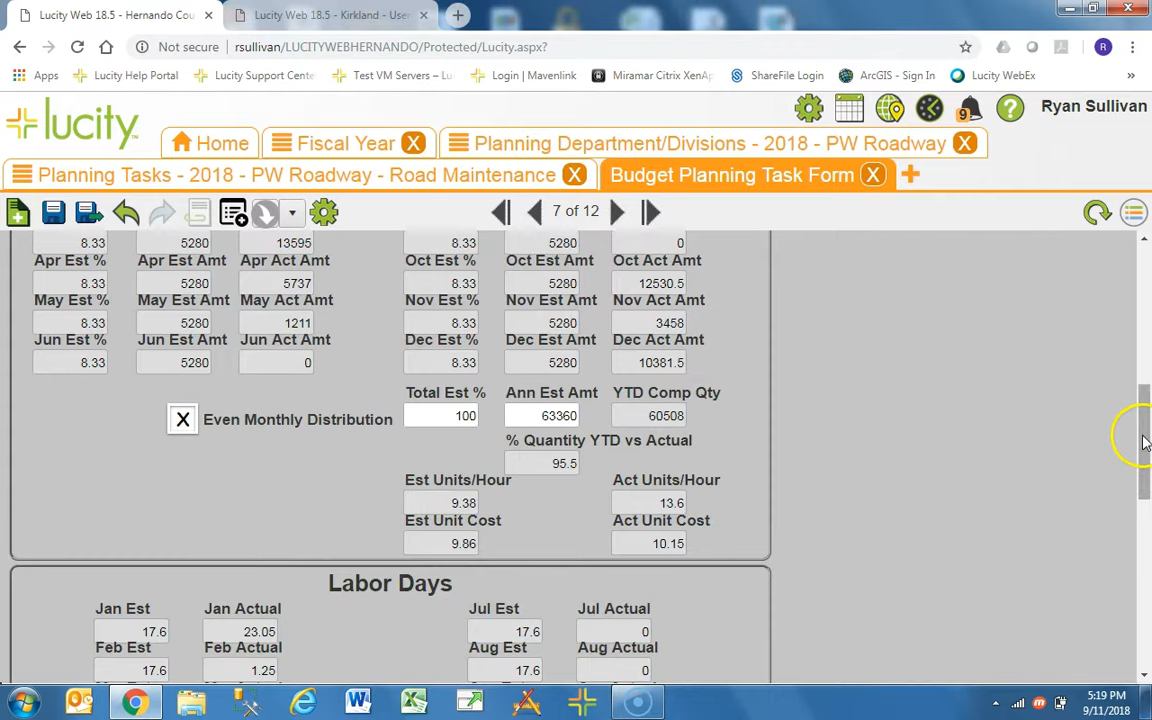 Lucity Web 18.5 - Hernando Cou
Lucity Web 18.5 - Kirkland - User
Not secure rsullivan/LUCITYWEBHERNANDO/Protected/Lucity.aspx?
Apps Lucity Help Portal Lucity Support Cente Test VM Servers – Lu Login | Mavenlink Miramar Citrix XenAp ShareFile Login ArcGIS - Sign In Lucity WebEx »
lucity 9 ? Ryan Sullivan
Home Fiscal Year X Planning Department/Divisions - 2018 - PW Roadway X
Planning Tasks - 2018 - PW Roadway - Road Maintenance X Budget Planning Task Form X +
7 of 12
8.33 5280 13595 8.33 5280 0
Apr Est % Apr Est Amt Apr Act Amt Oct Est % Oct Est Amt Oct Act Amt
8.33 5280 5737 8.33 5280 12530.5
May Est % May Est Amt May Act Amt Nov Est % Nov Est Amt Nov Act Amt
8.33 5280 1211 8.33 5280 3458
Jun Est % Jun Est Amt Jun Act Amt Dec Est % Dec Est Amt Dec Act Amt
8.33 5280 0 8.33 5280 10381.5
Total Est % Ann Est Amt YTD Comp Qty
X Even Monthly Distribution 100 63360 60508
% Quantity YTD vs Actual
95.5
Est Units/Hour Act Units/Hour
9.38 13.6
Est Unit Cost Act Unit Cost
9.86 10.15
Labor Days
Jan Est Jan Actual Jul Est Jul Actual
17.6 23.05 17.6 0
Feb Est Feb Actual Aug Est Aug Actual
17.6 1.25 17.6 0
5:19 PM
9/11/2018